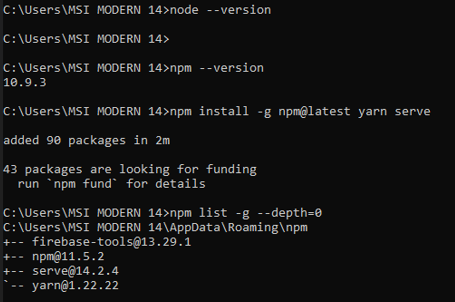 C:\Users\MSI MODERN 14>node --version
C:\Users\MSI MODERN 14>
C:\Users\MSI MODERN 14>npm --version
10.9.3
C:\Users\MSI MODERN 14>npm install -g npm@latest yarn serve
added 90 packages in 2m
43 packages are looking for funding
  run `npm fund` for details
C:\Users\MSI MODERN 14>npm list -g --depth=0
C:\Users\MSI MODERN 14\AppData\Roaming\npm
+-- firebase-tools@13.29.1
+-- npm@11.5.2
+-- serve@14.2.4
`-- yarn@1.22.22